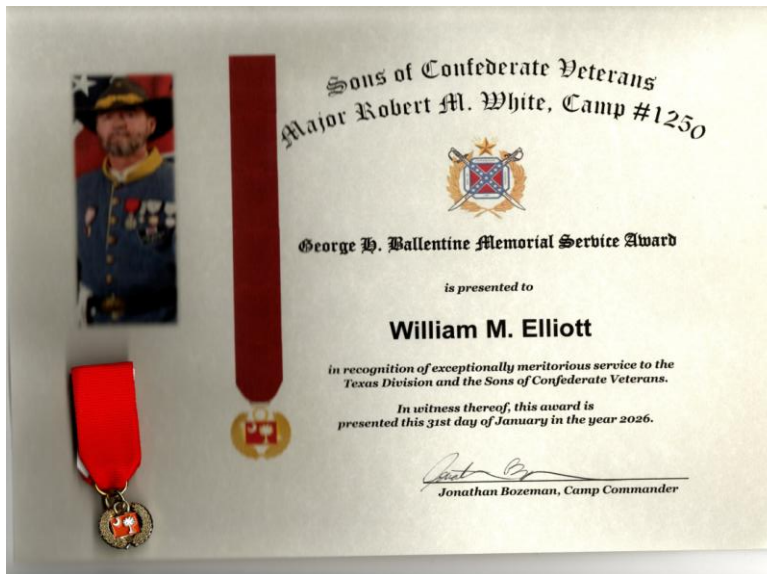 Sons of Confederate Veterans
Major Robert M. White, Camp #1250
George H. Ballentine Memorial Service Award
is presented to
William M. Elliott
in recognition of exceptionally meritorious service to the
Texas Division and the Sons of Confederate Veterans.
In witness thereof, this award is
presented this 31st day of January in the year 2026.
Jonathan Bozeman, Camp Commander